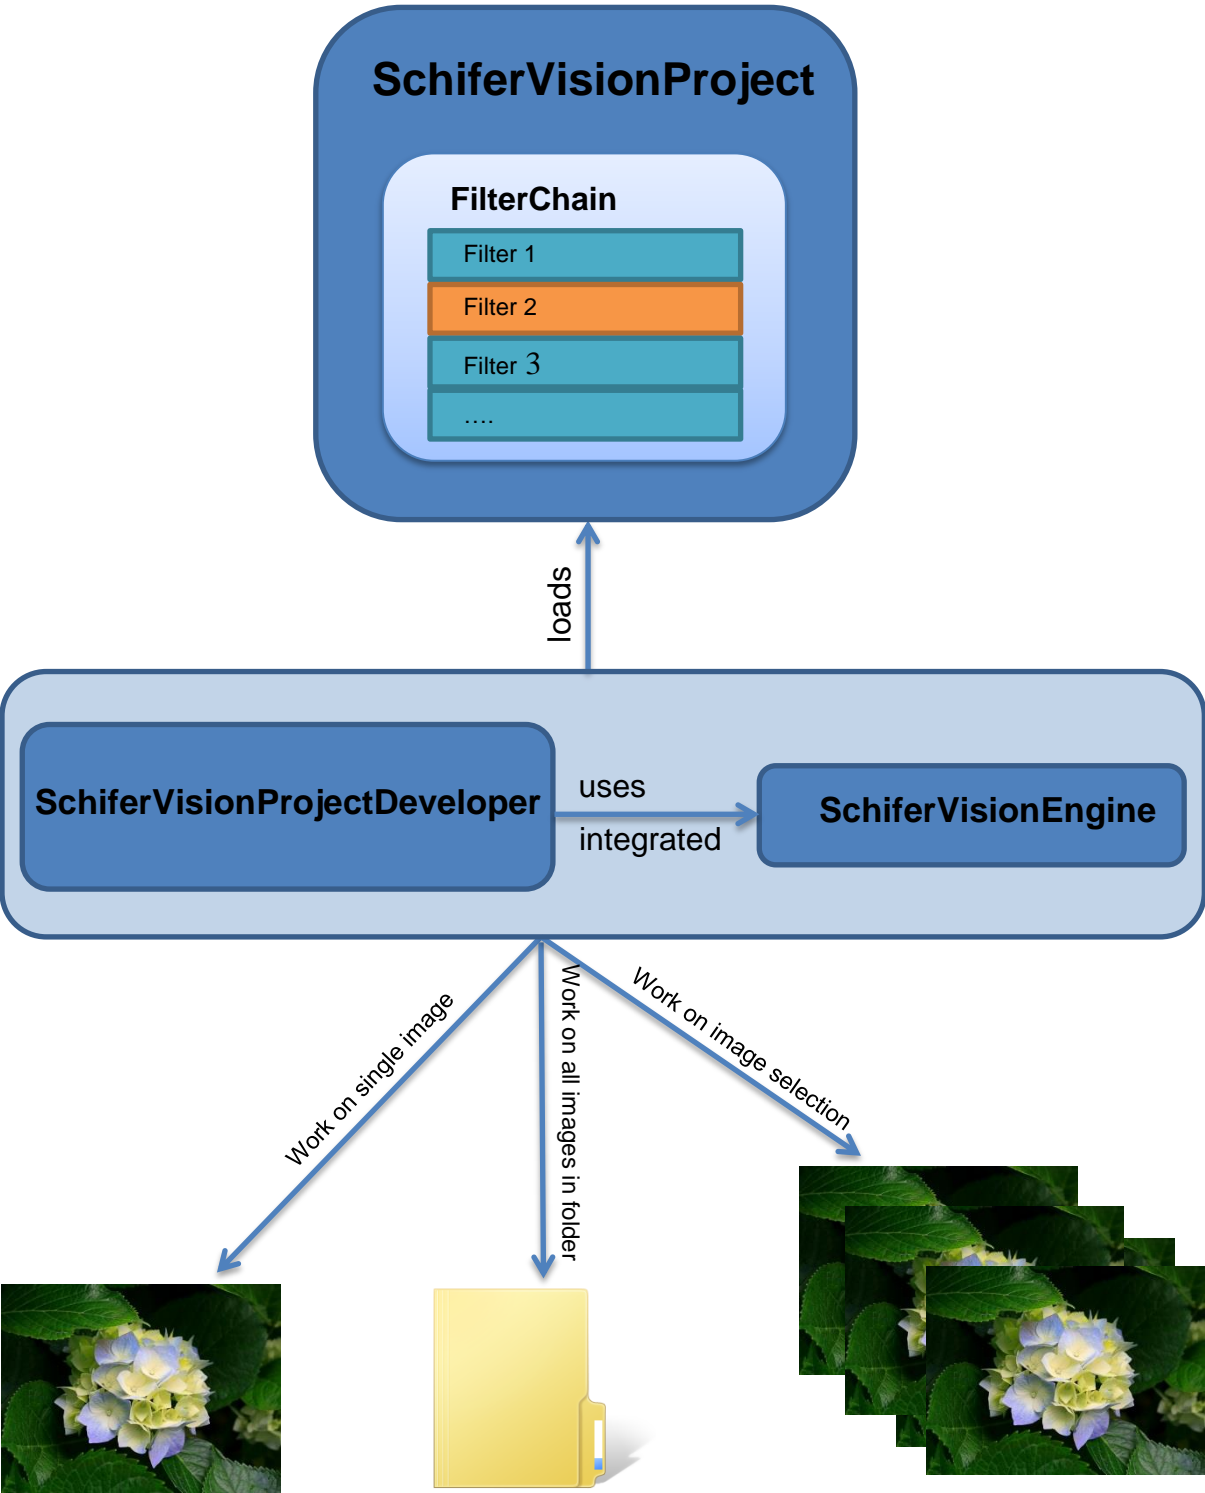 SchiferVisionProject
FilterChain
Filter 1
Filter 2
Filter 3
....
loads
SchiferVisionProjectDeveloper
uses
integrated
SchiferVisionEngine
Work on single image
Work on all images in folder
Work on image selection